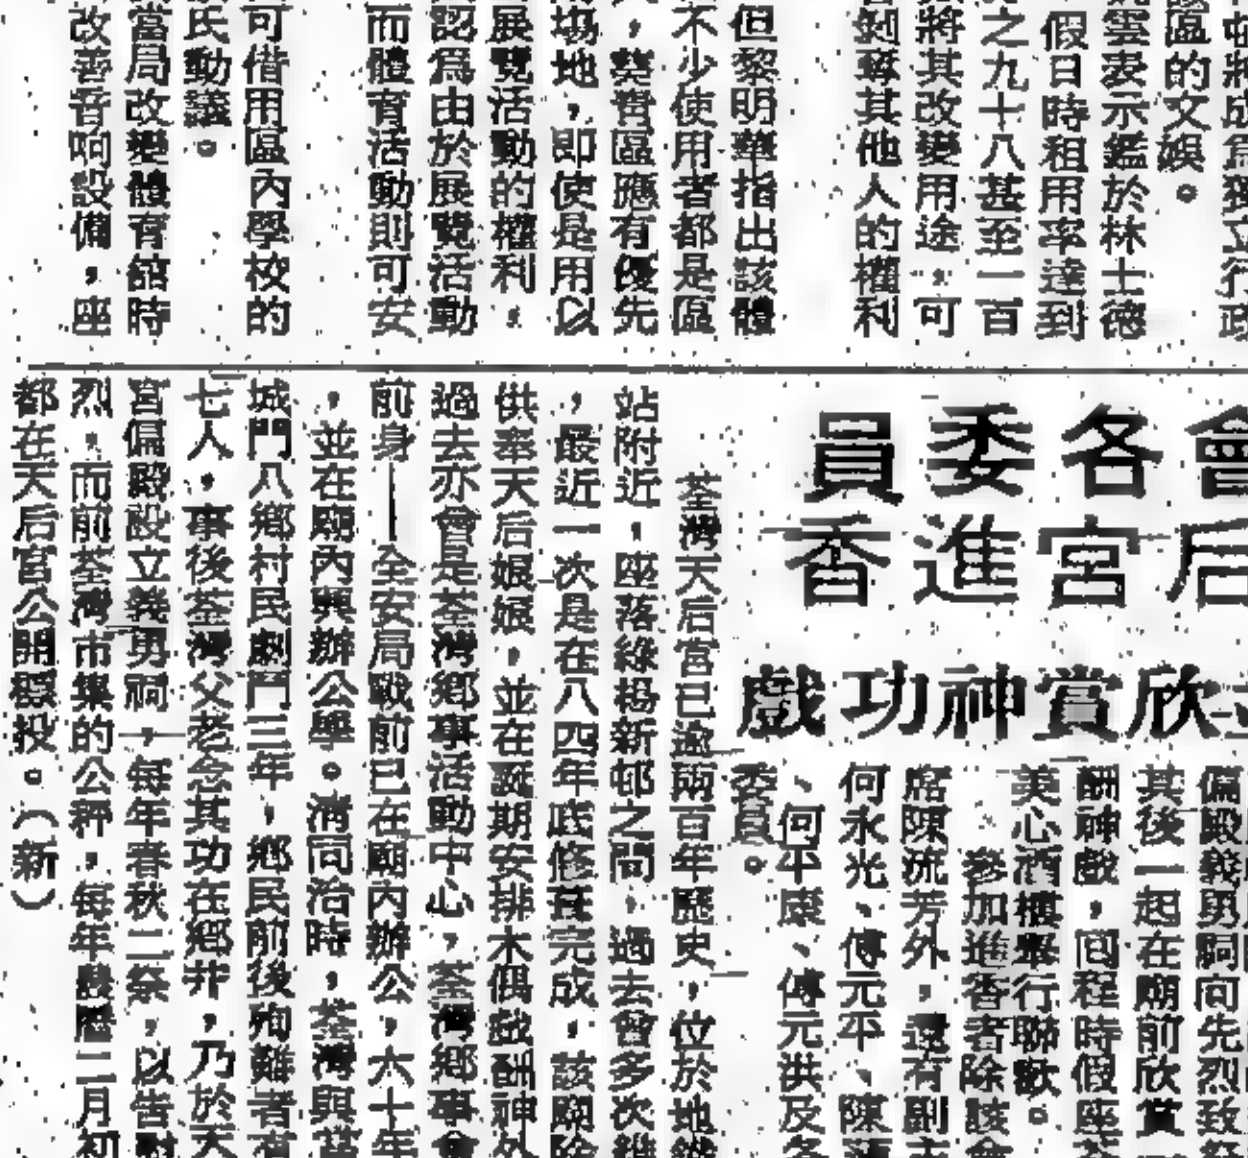 該區的文娛。
雲表示鑑於林士德
假日時租用率達到
之九十八甚至一百
將其改變用途，可
剝奪其他人的權利
但黎明華指出該體
不少使用者都是區
，葵青區應有優先
場地，即使是用以
展覽活動的權利，
認爲由於展覽活動
而體育活動則可安
可借用區內學校的
氏動議。
當局改變體育館時
改善音响設備，座
會各委員
后宮進香
欣賞神功戲
偏殿義勇祠向先烈致祭
其後一起在廟前欣賞
酬神戲，回程時假座荃
美心酒樓舉行聯歡。
參加進香者除該會
席陳流芳外，還有副主
何永光、傅元平、陳
、何平康、傅元洪及各
委員。
荃灣天后宮已逾兩百年歷史，位於地鐵
站附近，座落綠楊新邨之間，過去曾多次維
，最近一次是在八四年底修葺完成，該廟除
供奉天后娘娘，並在誕期安排木偶戲酬神外
過去亦曾是荃灣鄉事活動中心，荃灣鄉事會
前身——全安局戰前已在廟內辦公，六十年
，並在廟內興辦公學。清同治時，荃灣與當
城門八鄉村民劇鬥三年，鄉民前後殉難者有
七人，事後荃灣父老念其功在鄉井，乃於天
宮偏殿設立義勇祠，每年春秋二祭，以告慰
烈，而前荃灣市集的公秤，每年農曆二月初
都在天后宮公開標投。（新）